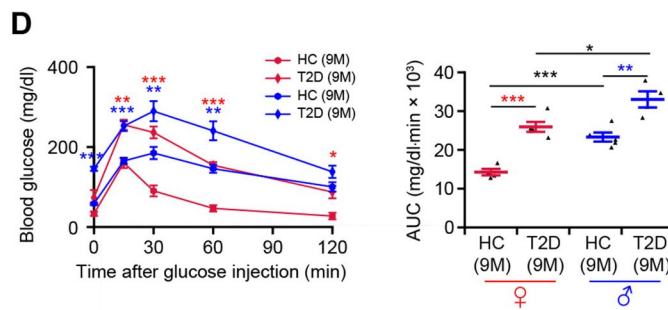 D
HC (9M)
T2D (9M)
HC (9M)
T2D (9M)
Blood glucose (mg/dl)
400
200
0
***
**
***
***
**
***
**
*
0 30 60 90 120
Time after glucose injection (min)
AUC (mg/dl·min × 10³)
40
30
20
10
0
*
***
**
***
HC T2D HC T2D
(9M) (9M) (9M) (9M)
♀ ♂